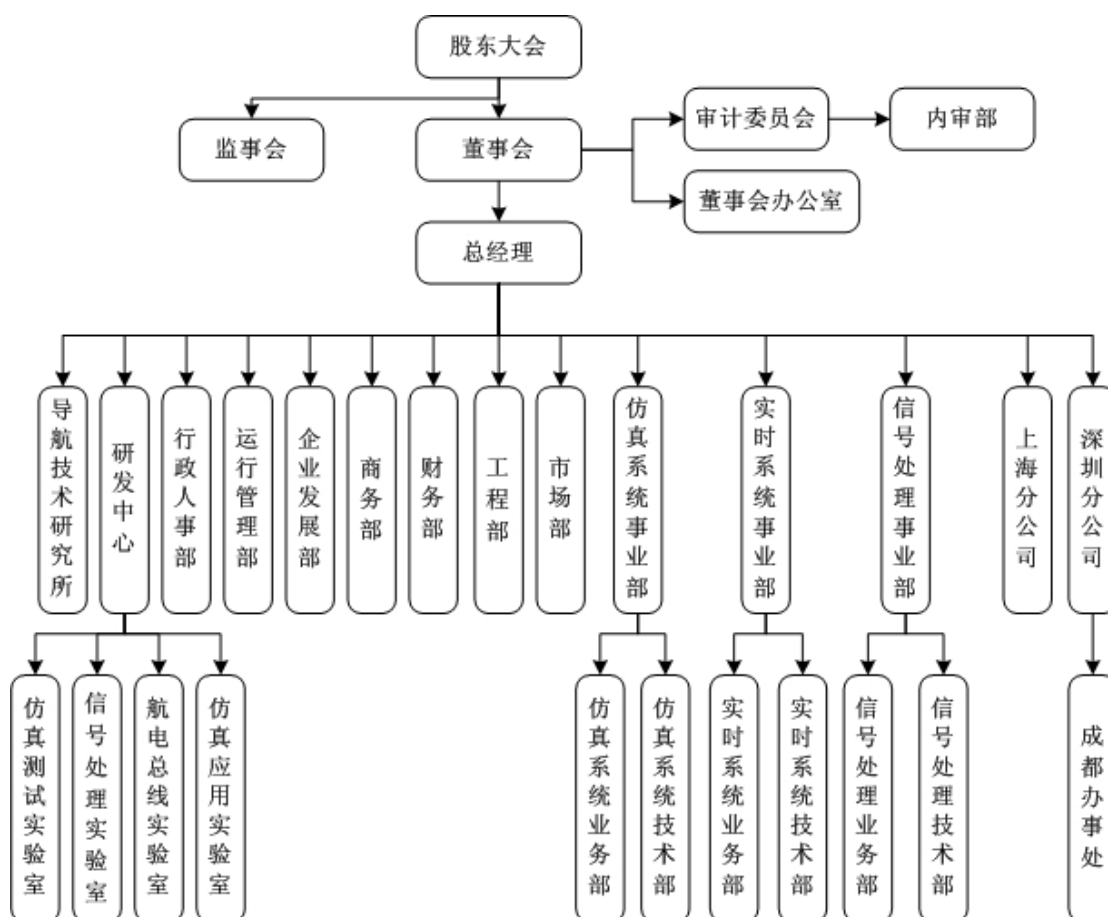 股东大会
监事会
董事会
审计委员会
内审部
董事会办公室
总经理
导航技术研究所
研发中心
行政人事部
运行管理部
企业发展部
商务部
财务部
工程部
市场部
仿真系统事业部
实时系统事业部
信号处理事业部
上海分公司
深圳分公司
仿真测试实验室
信号处理实验室
航电总线实验室
仿真应用实验室
仿真系统业务部
仿真系统技术部
实时系统业务部
实时系统技术部
信号处理业务部
信号处理技术部
成都办事处